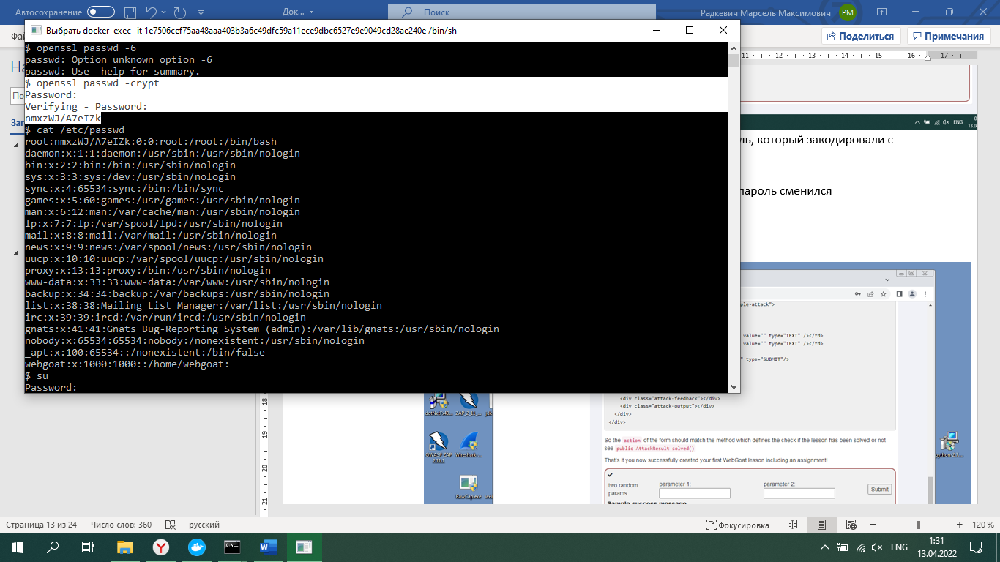 Автосохранение
Док...
Поиск
Радкевич Марсель Максимович
РМ
Выбрать docker exec -it 1e7506cef75aa48aaa403b3a6c49dfc59a11ece9dbc6527e9e9049cd28ae240e /bin/sh
Поделиться
Примечания
11 12 13 14 15 16 17
$ openssl passwd -6
passwd: Option unknown option -6
passwd: Use -help for summary.
$ openssl passwd -crypt
Password:
Verifying - Password:
nmxzWJ/A7eIZk
$ cat /etc/passwd
root:nmxzWJ/A7eIZk:0:0:root:/root:/bin/bash
daemon:x:1:1:daemon:/usr/sbin:/usr/sbin/nologin
bin:x:2:2:bin:/bin:/usr/sbin/nologin
sys:x:3:3:sys:/dev:/usr/sbin/nologin
sync:x:4:65534:sync:/bin:/bin/sync
games:x:5:60:games:/usr/games:/usr/sbin/nologin
man:x:6:12:man:/var/cache/man:/usr/sbin/nologin
lp:x:7:7:lp:/var/spool/lpd:/usr/sbin/nologin
mail:x:8:8:mail:/var/mail:/usr/sbin/nologin
news:x:9:9:news:/var/spool/news:/usr/sbin/nologin
uucp:x:10:10:uucp:/var/spool/uucp:/usr/sbin/nologin
proxy:x:13:13:proxy:/bin:/usr/sbin/nologin
www-data:x:33:33:www-data:/var/www:/usr/sbin/nologin
backup:x:34:34:backup:/var/backups:/usr/sbin/nologin
list:x:38:38:Mailing List Manager:/var/list:/usr/sbin/nologin
irc:x:39:39:ircd:/var/run/ircd:/usr/sbin/nologin
gnats:x:41:41:Gnats Bug-Reporting System (admin):/var/lib/gnats:/usr/sbin/nologin
nobody:x:65534:65534:nobody:/nonexistent:/usr/sbin/nologin
_apt:x:100:65534::/nonexistent:/bin/false
webgoat:x:1000:1000::/home/webgoat:
$ su
Password:
ENG
ль, который закодировали с
пароль сменился
ple-attack">
value="" type="TEXT" /></td>
value="" type="TEXT" /></td>
" type="SUBMIT"/>
<div class="attack-feedback"></div>
<div class="attack-output"></div>
</div>
</div>
So the action of the form should match the method which defines the check if the lesson has been solved or not
see public AttackResult solved()
That's it you now successfully created your first WebGoat lesson including an assignment!
two random
params
parameter 1:
parameter 2:
Submit
Sample success message
OWASP ZAP
2.11.1
Wireshark-...
RawCap.exe
python-2.7...
18
19
20
21
Страница 13 из 24
Число слов: 360
русский
Фокусировка
120 %
ENG
1:31
13.04.2022